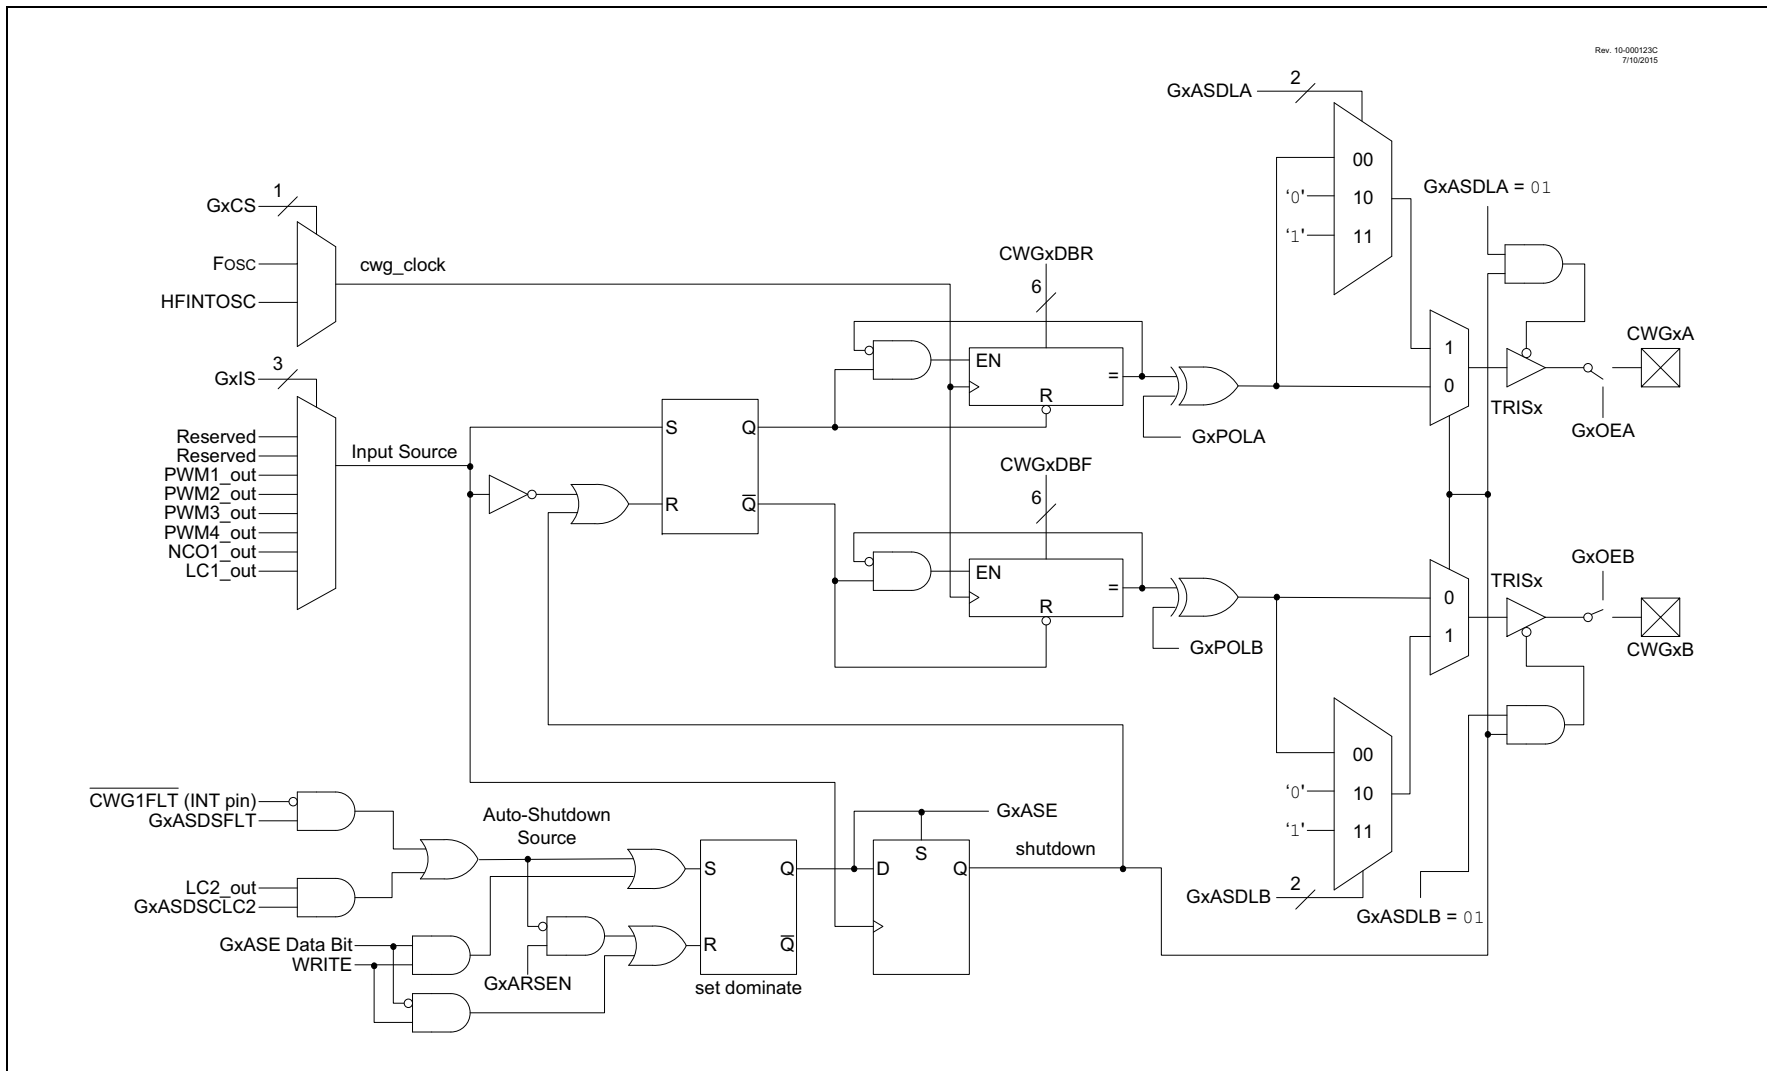 Rev. 10-000123C
7/10/2015
GxASDLA
2
00
‘0'
10
‘1'
11
GxASDLA = 01
1
GxCS
FOSC
HFINTOSC
cwg_clock
3
GxIS
Reserved
Reserved
PWM1_out
PWM2_out
PWM3_out
PWM4_out
NCO1_out
LC1_out
Input Source
S
Q
R
Q
CWGxDBR
6
EN
=
R
GxPOLA
1
0
TRISx
CWGxA
GxOEA
CWGxDBF
6
EN
=
R
GxPOLB
0
1
TRISx
GxOEB
CWGxB
00
‘0'
10
‘1'
11
GxASDLB
2
GxASDLB = 01
CWG1FLT (INT pin)
GxASDSFLT
LC2_out
GxASDSCLC2
GxASE Data Bit
WRITE
Auto-Shutdown
Source
GxARSEN
S
Q
R
Q
set dominate
GxASE
S
D
Q
shutdown